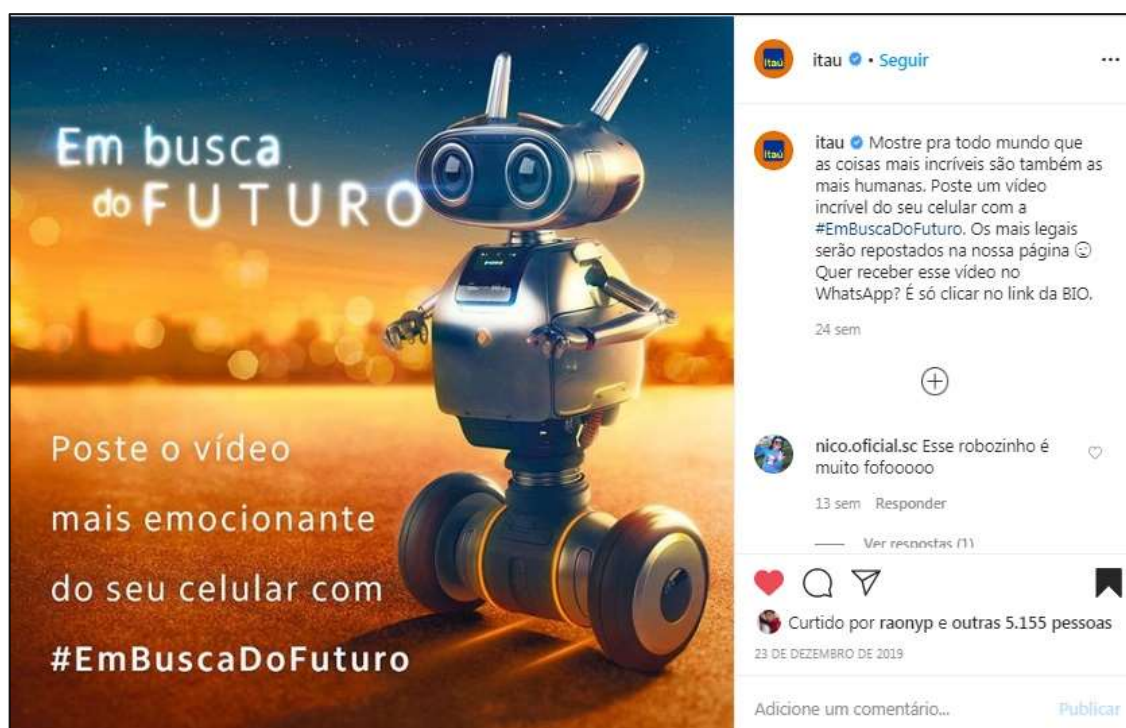 Em busca
do FUTURO
Poste o vídeo
mais emocionante
do seu celular com
#EmBuscaDoFuturo
Itaú
itau • Seguir
Itaú
itau Mostre pra todo mundo que
as coisas mais incríveis são também as
mais humanas. Poste um vídeo
incrível do seu celular com a
#EmBuscaDoFuturo. Os mais legais
serão repostados na nossa página
Quer receber esse vídeo no
WhatsApp? É só clicar no link da BIO.
24 sem
nico.oficial.sc Esse robozinho é
muito fofooooo
13 sem Responder
Ver respostas (1)
Curtido por raonyp e outras 5.155 pessoas
23 DE DEZEMBRO DE 2019
Adicione um comentário... Publicar